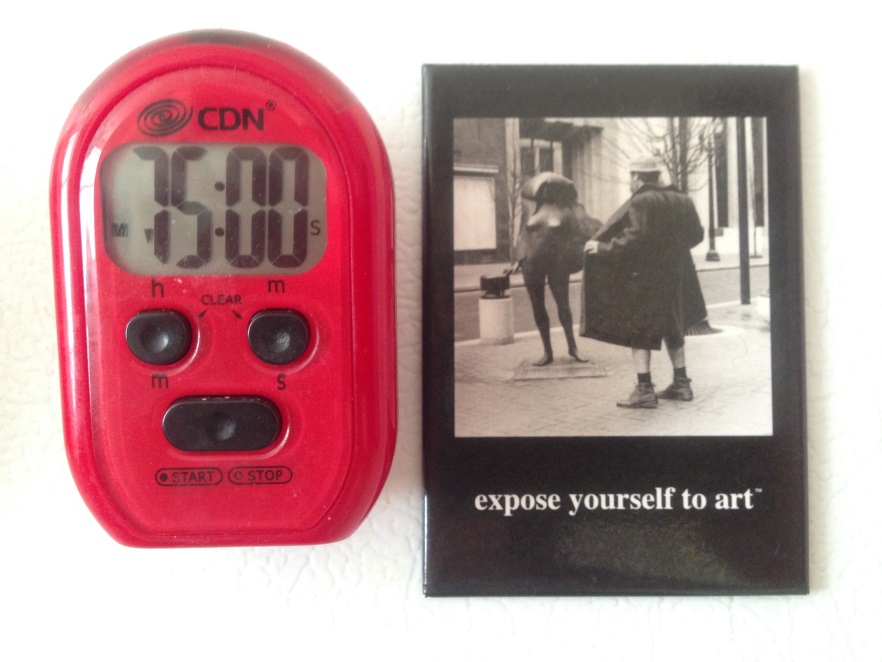 CDN®
M 75:00 S
h m
CLEAR
m s
START STOP
expose yourself to art™